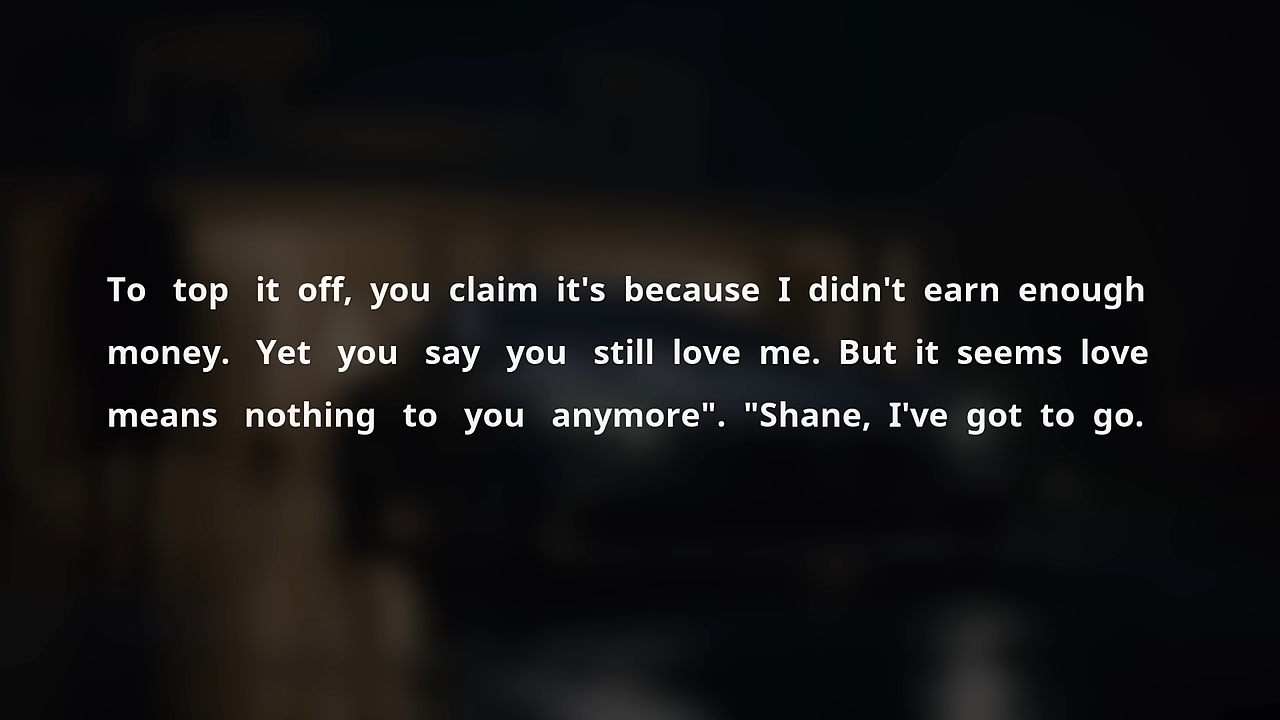 To top it off, you claim it's because I didn't earn enough
money. Yet you say you still love me. But it seems love
means nothing to you anymore". "Shane, I've got to go.